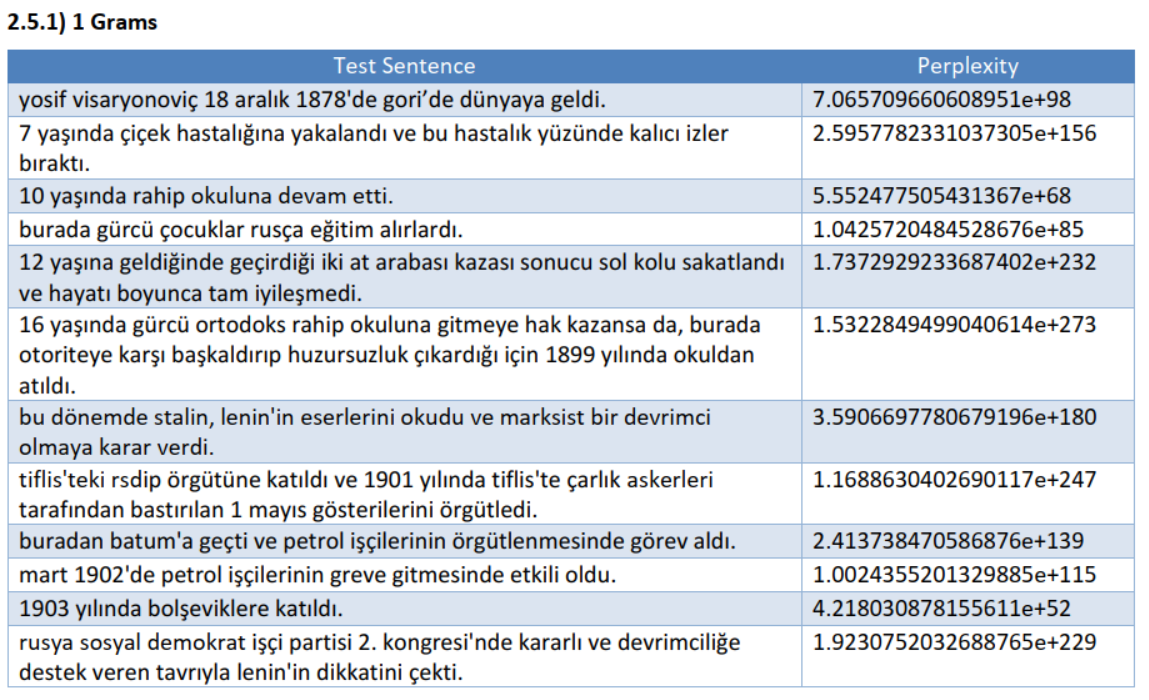 2.5.1) 1 Grams
Test Sentence Perplexity
yosif visaryonoviç 18 aralık 1878'de gori’de dünyaya geldi. 7.065709660608951e+98
7 yaşında çiçek hastalığına yakalandı ve bu hastalık yüzünde kalıcı izler 2.5957782331037305e+156
bıraktı.
10 yaşında rahip okuluna devam etti. 5.552477505431367e+68
burada gürcü çocuklar rusça eğitim alırlardı. 1.0425720484528676e+85
12 yaşına geldiğinde geçirdiği iki at arabası kazası sonucu sol kolu sakatlandı 1.7372929233687402e+232
ve hayatı boyunca tam iyileşmedi.
16 yaşında gürcü ortodoks rahip okuluna gitmeye hak kazansa da, burada 1.5322849499040614e+273
otoriteye karşı başkaldırıp huzursuzluk çıkardığı için 1899 yılında okuldan
atıldı.
bu dönemde stalin, lenin'in eserlerini okudu ve marksist bir devrimci 3.5906697780679196e+180
olmaya karar verdi.
tiflis'teki rsdip örgütüne katıldı ve 1901 yılında tiflis'te çarlık askerleri 1.1688630402690117e+247
tarafından bastırılan 1 mayıs gösterilerini örgütledi.
buradan batum'a geçti ve petrol işçilerinin örgütlenmesinde görev aldı. 2.413738470586876e+139
mart 1902'de petrol işçilerinin greve gitmesinde etkili oldu. 1.0024355201329885e+115
1903 yılında bolşeviklere katıldı. 4.218030878155611e+52
rusya sosyal demokrat işçi partisi 2. kongresi'nde kararlı ve devrimciliğe 1.9230752032688765e+229
destek veren tavrıyla lenin'in dikkatini çekti.